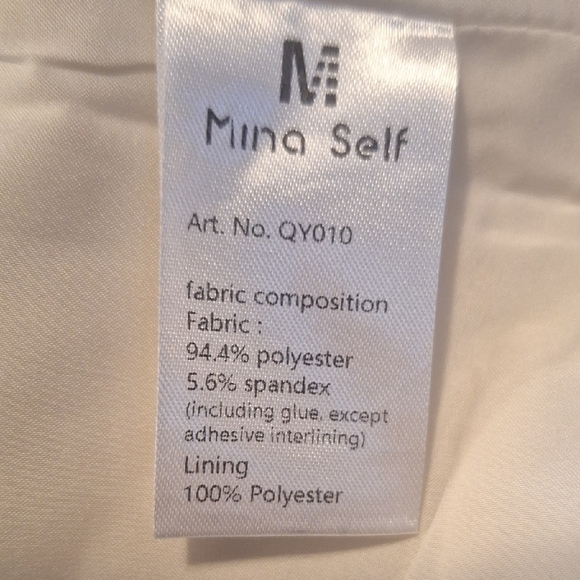 M
Mina Self
Art. No. QY010
fabric composition
Fabric :
94.4% polyester
5.6% spandex
(including glue, except
adhesive interlining)
Lining
100% Polyester